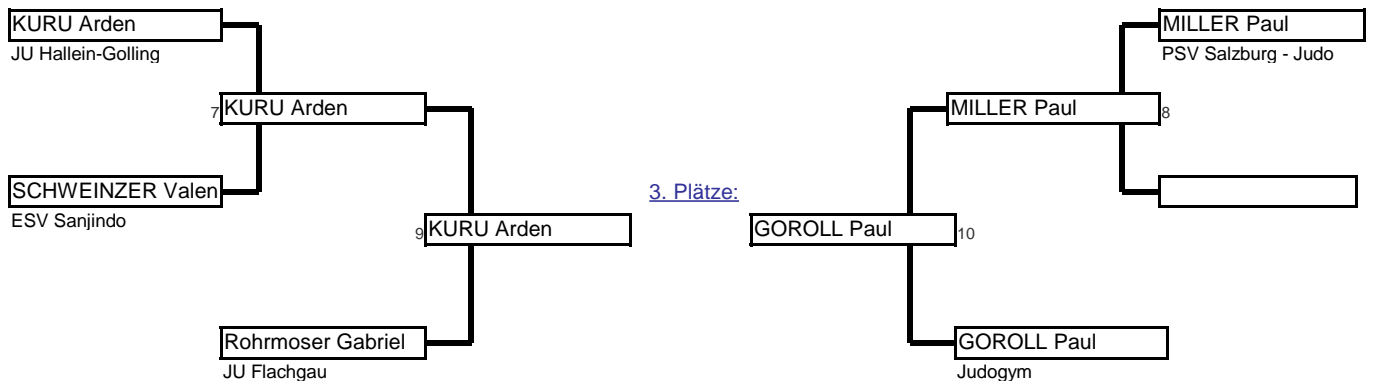 KURU Arden
JU Hallein-Golling
7 KURU Arden
SCHWEINZER Valen
ESV Sanjindo
9 KURU Arden
Rohrmoser Gabriel
JU Flachgau
3. Plätze:
MILLER Paul
PSV Salzburg - Judo
MILLER Paul 8
GOROLL Paul 10
GOROLL Paul
Judogym